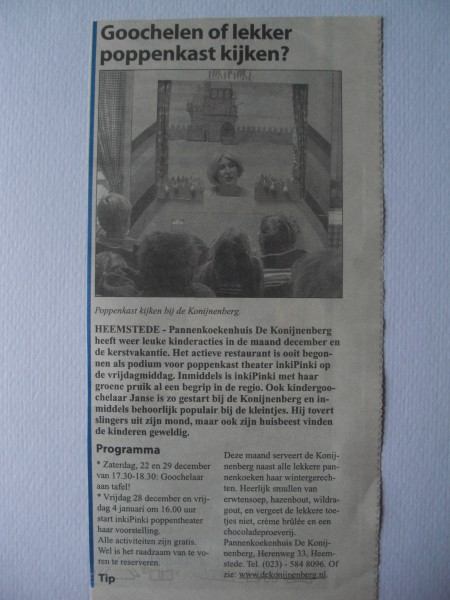 Goochelen of lekker
poppenkast kijken?
Poppenkast kijken bij de Konijnenberg.
HEEMSTEDE - Pannenkoekenhuis De Konijnenberg
heeft weer leuke kinderacties in de maand december en
de kerstvakantie. Het actieve restaurant is ooit begon-
nen als podium voor poppenkast theater inkiPinki op
de vrijdagmiddag. Inmiddels is inkiPinki met haar
groene pruik al een begrip in de regio. Ook kindergoo-
chelaar Janse is zo gestart bij de Konijnenberg en in-
middels behoorlijk populair bij de kleintjes. Hij tovert
slingers uit zijn mond, maar ook zijn huisbeest vinden
de kinderen geweldig.
Programma
* Zaterdag, 22 en 29 december
van 17.30-18.30: Goochelaar
aan tafel!
* Vrijdag 28 december en vrij-
dag 4 januari om 16.00 uur
start inkiPinki poppentheater
haar voorstelling.
Alle activiteiten zijn gratis.
Wel is het raadzaam van te vo-
ren te reserveren.
Deze maand serveert de Konij-
nenberg naast alle lekkere pan-
nenkoeken haar wintergerech-
ten. Heerlijk smullen van
erwtensoep, hazenbout, wildra-
gout, en vergeet de lekkere toe-
tjes niet, crème brûlée en een
chocoladeproeverij.
Pannenkoekenhuis De Konij-
nenberg, Herenweg 33, Heem-
stede. Tel. (023) - 584 8096. Of
zie: www.dekonijnenberg.nl.
Tip